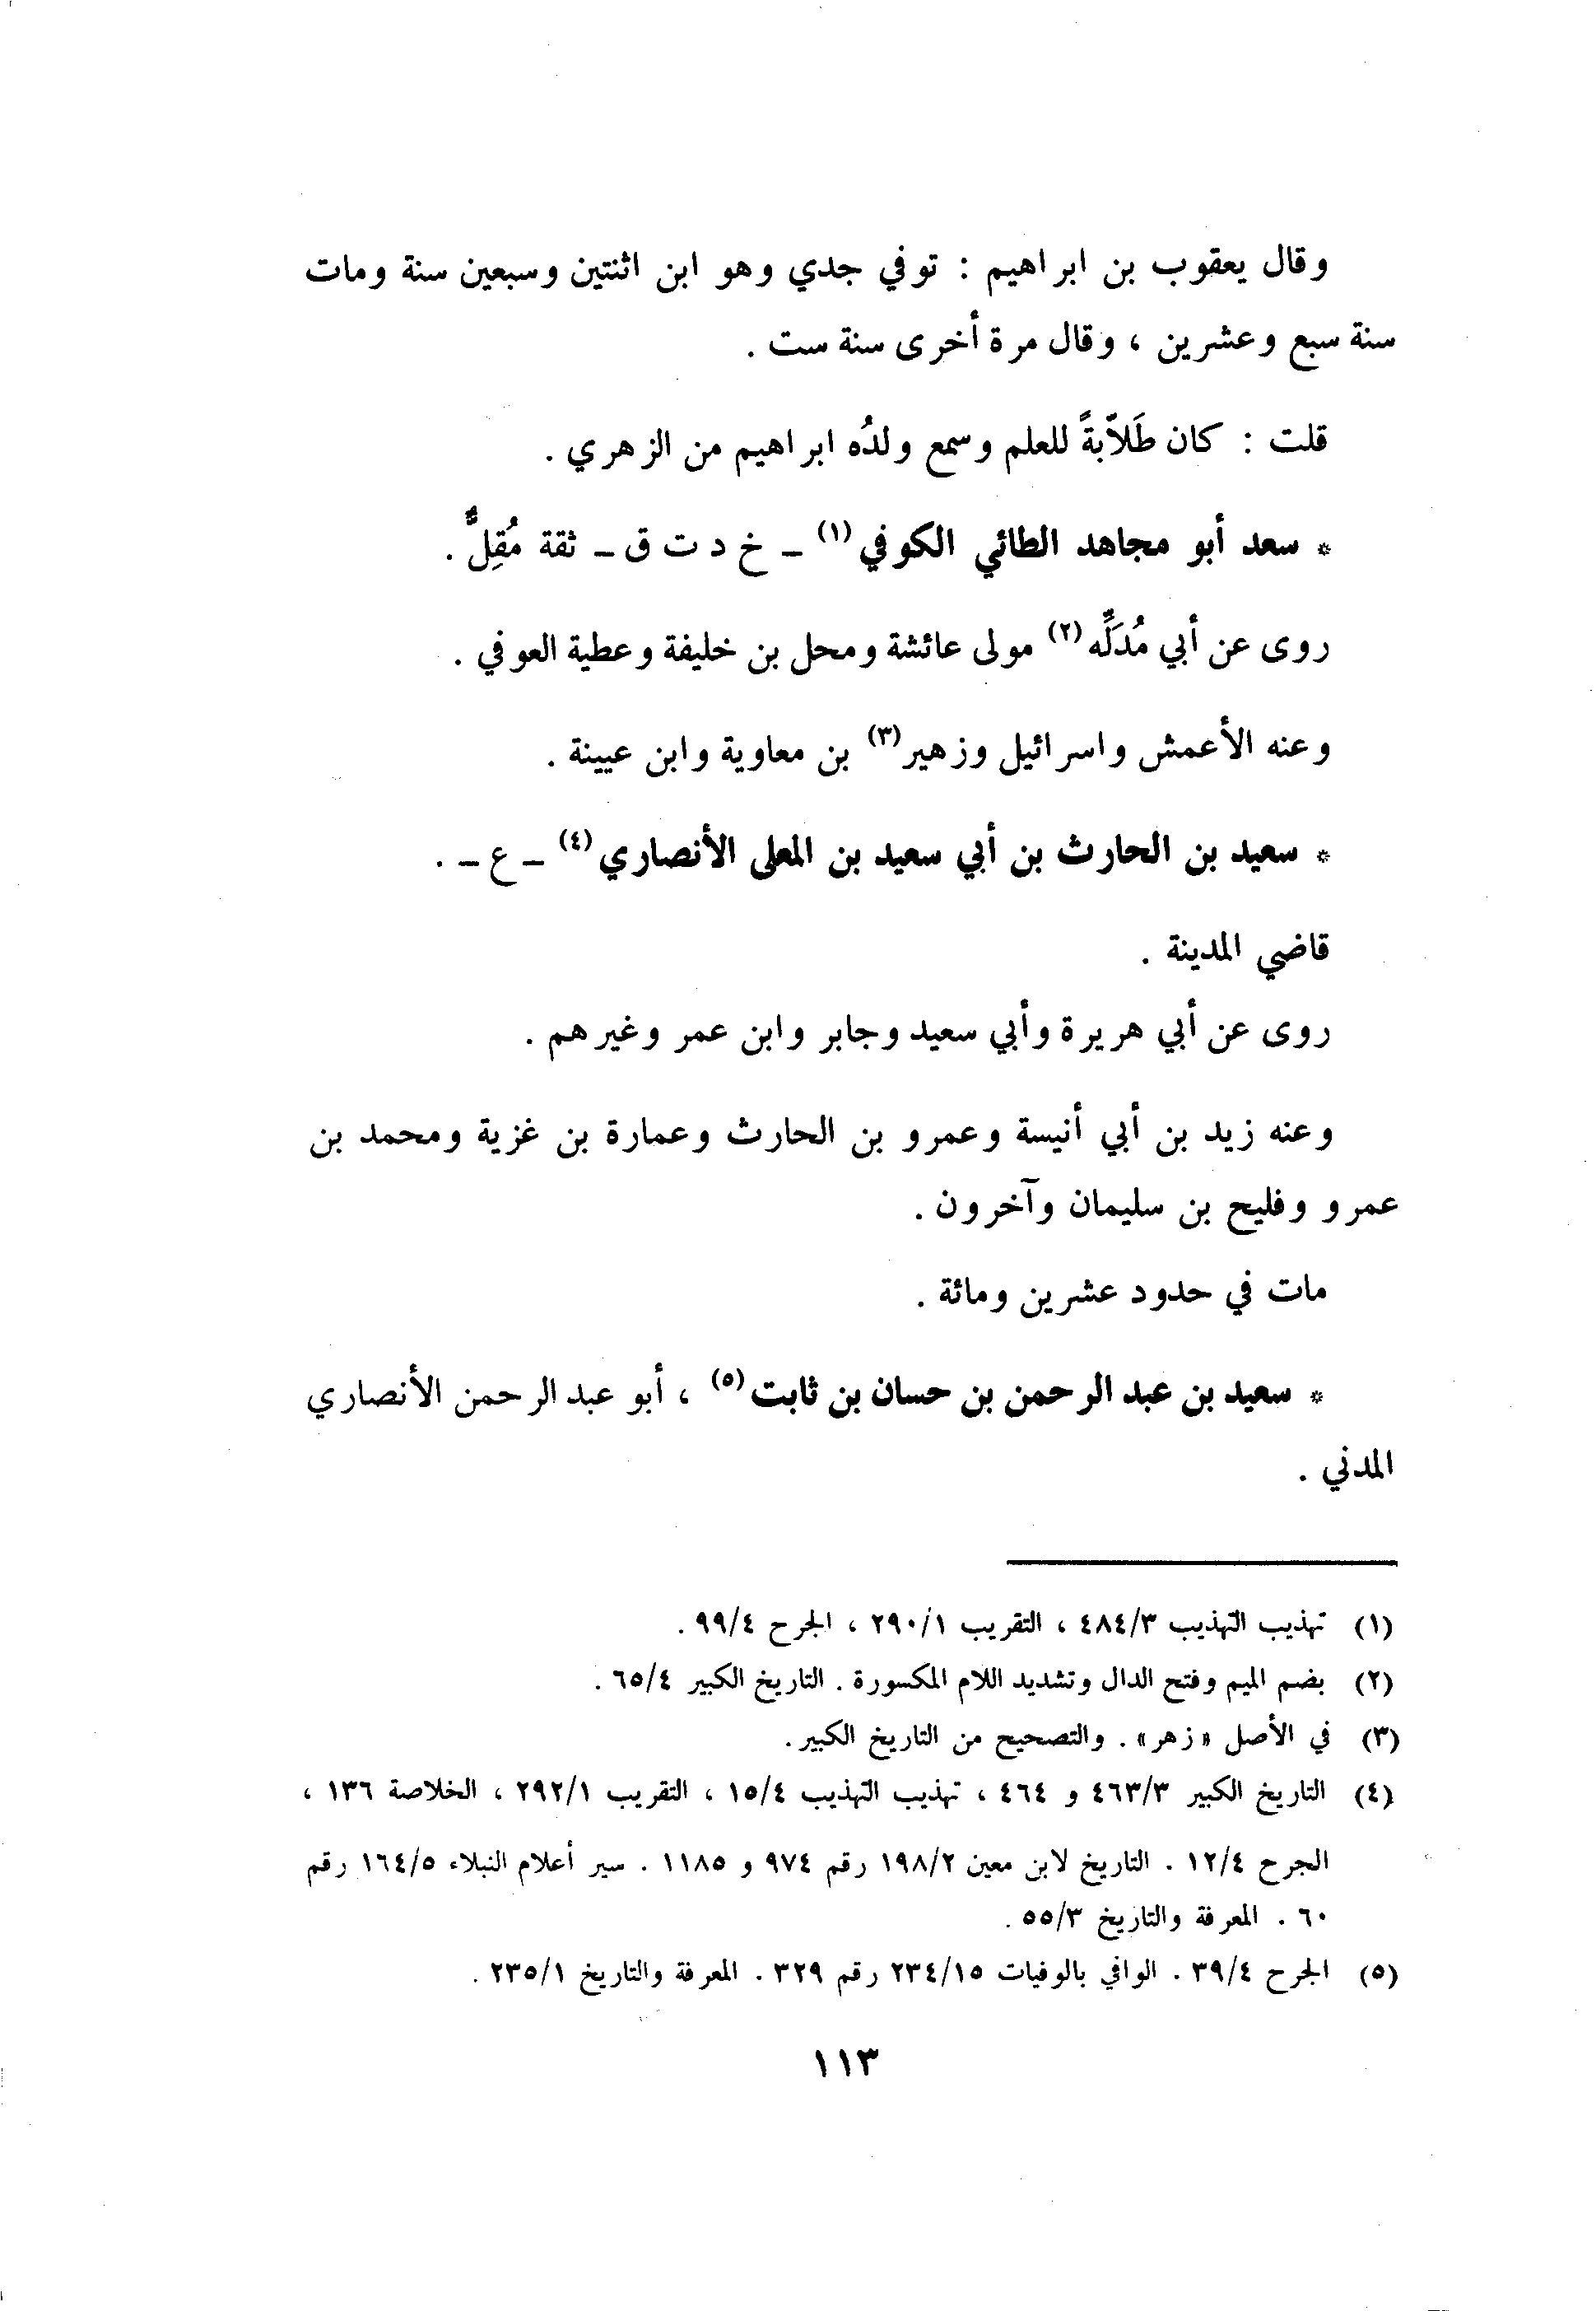 وقال يعقوب بن ابراهيم : توفي جدي وهو ابن اثنتين وسبعين سنة ومات
سنة سبع وعشرين ، وقال مرة أخرى سنة ست .
قلت : كان طَلاّبةً للعلم وسمع ولدُه ابراهيم من الزهري .
* سعد أبو مجاهد الطائي الكوفي (١) ـ خ د ت ق ـ ثقة مُقِلٌّ .
روى عن أبي مُدَلِّه (٢) مولى عائشة ومحل بن خليفة وعطية العوفي .
وعنه الأعمش واسرائيل وزهير (٣) بن معاوية وابن عيينة .
* سعيد بن الحارث بن أبي سعيد بن المعلى الأنصاري (٤) ـ ع ـ .
قاضي المدينة .
روى عن أبي هريرة وأبي سعيد وجابر وابن عمر وغيرهم .
وعنه زيد بن أبي أنيسة وعمرو بن الحارث وعمارة بن غزية ومحمد بن
عمرو وفليح بن سليمان وآخرون .
مات في حدود عشرين ومائة .
* سعيد بن عبد الرحمن بن حسان بن ثابت (٥) ، أبو عبد الرحمن الأنصاري
المدني .
(١) تهذيب التهذيب ٤٨٤/٣ ، التقريب ٢٩٠/١ ، الجرح ٩٩/٤ .
(٢) بضم الميم وفتح الدال وتشديد اللام المكسورة . التاريخ الكبير ٦٥/٤ .
(٣) في الأصل «زهر» . والتصحيح من التاريخ الكبير .
(٤) التاريخ الكبير ٤٦٣/٣ و ٤٦٤ ، تهذيب التهذيب ١٥/٤ ، التقريب ٢٩٢/١ ، الخلاصة ١٣٦ ،
الجرح ١٢/٤ . التاريخ لابن معين ١٩٨/٢ رقم ٩٧٤ و ١١٨٥ . سير أعلام النبلاء ١٦٤/٥ رقم
٦٠ . المعرفة والتاريخ ٥٥/٣ .
(٥) الجرح ٣٩/٤ . الوافي بالوفيات ٢٣٤/١٥ رقم ٣٢٩ . المعرفة والتاريخ ٢٣٥/١ .
١١٣